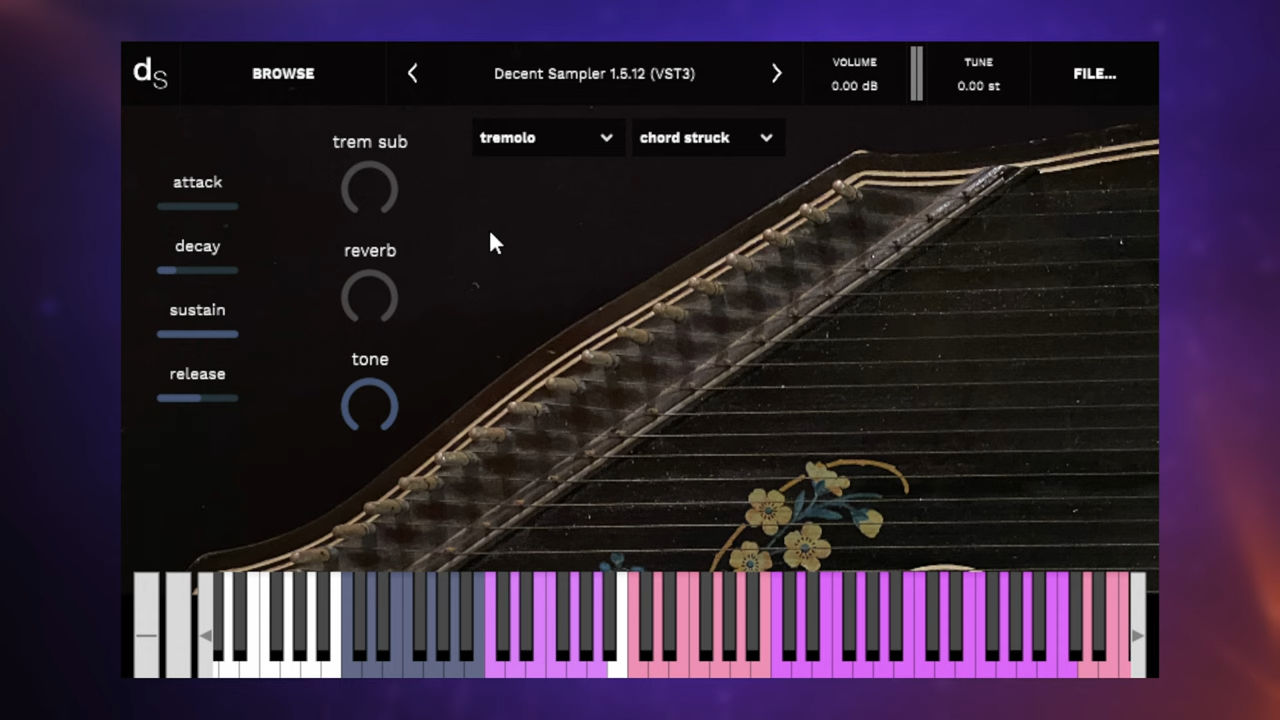 ds
BROWSE
Decent Sampler 1.5.12 (VST3)
VOLUME
0.00 dB
TUNE
0.00 st
FILE...
tremolo
chord struck
trem sub
attack
decay
reverb
sustain
tone
release